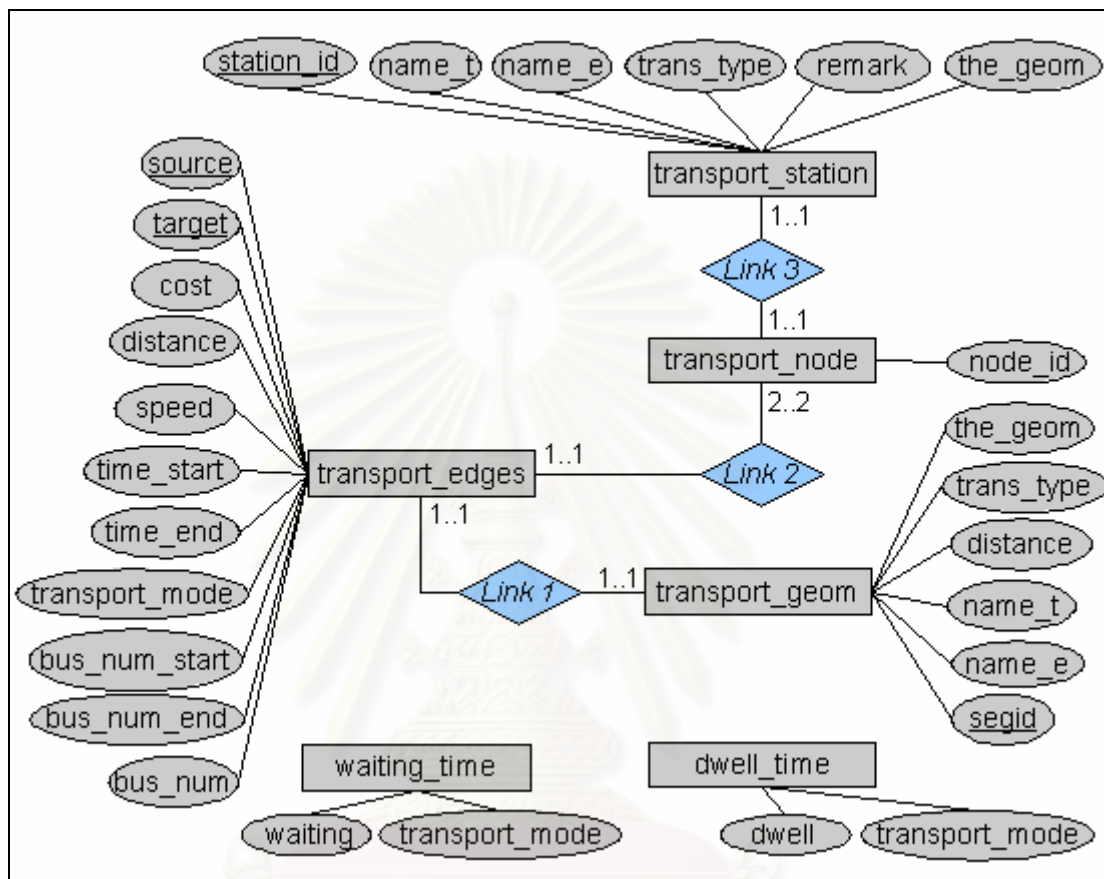 station_id
name_t
name_e
trans_type
remark
the_geom
transport_station
1..1
Link 3
1..1
transport_node
node_id
2..2
Link 2
1..1
source
target
cost
distance
speed
time_start
time_end
transport_mode
bus_num_start
bus_num_end
bus_num
transport_edges
1..1
Link 1
1..1
transport_geom
the_geom
trans_type
distance
name_t
name_e
segid
waiting_time
waiting
transport_mode
dwell_time
dwell
transport_mode